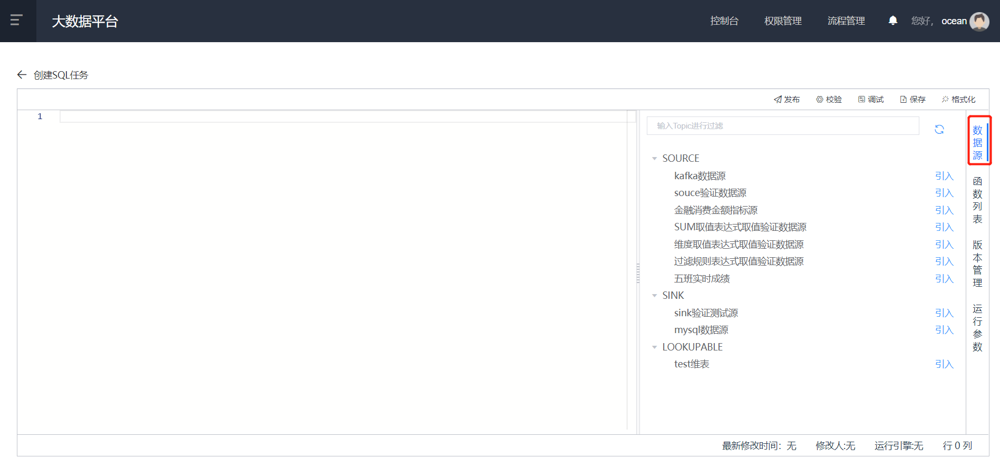 大数据平台
控制台 权限管理 流程管理 您好, ocean
创建SQL任务
发布 校验 调试 保存 格式化
1
输入Topic进行过滤
SOURCE
kafka数据源 引入
souce验证数据源 引入
金融消费金额指标源 引入
SUM取值表达式取值验证数据源 引入
维度取值表达式取值验证数据源 引入
过滤规则表达式取值验证数据源 引入
五班实时成绩 引入
SINK
sink验证测试源 引入
mysql数据源 引入
LOOKUPABLE
test维表 引入
数据源
函数列表
版本管理
运行参数
最新修改时间：无 修改人:无 运行引擎:无 行 0 列